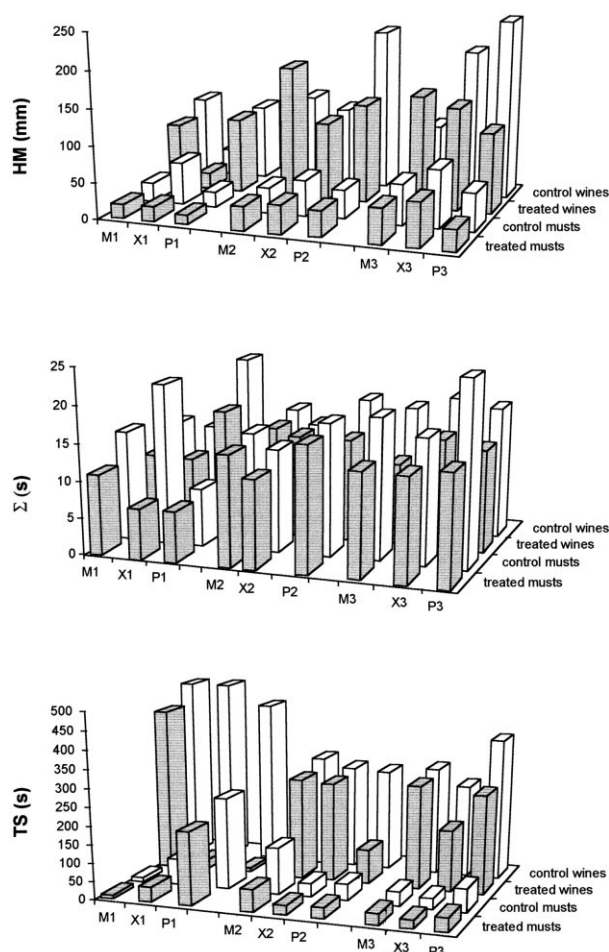 250
200
150
100
50
0
HM (mm)
M1 X1 P1 M2 X2 P2 M3 X3 P3
control wines
treated wines
control musts
treated musts
25
20
15
10
5
0
Σ (s)
M1 X1 P1 M2 X2 P2 M3 X3 P3
control wines
treated wines
control musts
treated musts
500
450
400
350
300
250
200
150
100
50
0
TS (s)
M1 X1 P1 M2 X2 P2 M3 X3 P3
control wines
treated wines
control musts
treated musts